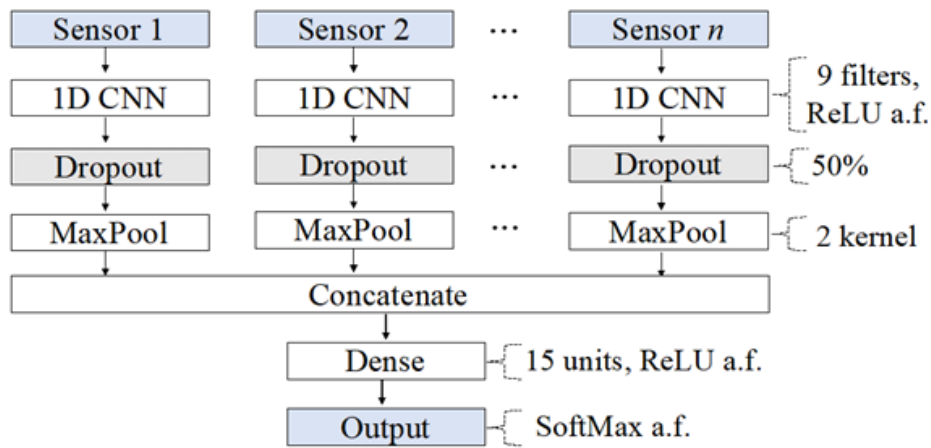 Sensor 1 Sensor 2 ... Sensor n
1D CNN 1D CNN ... 1D CNN
9 filters,
ReLU a.f.
Dropout Dropout ... Dropout 50%
MaxPool MaxPool ... MaxPool 2 kernel
Concatenate
Dense 15 units, ReLU a.f.
Output SoftMax a.f.